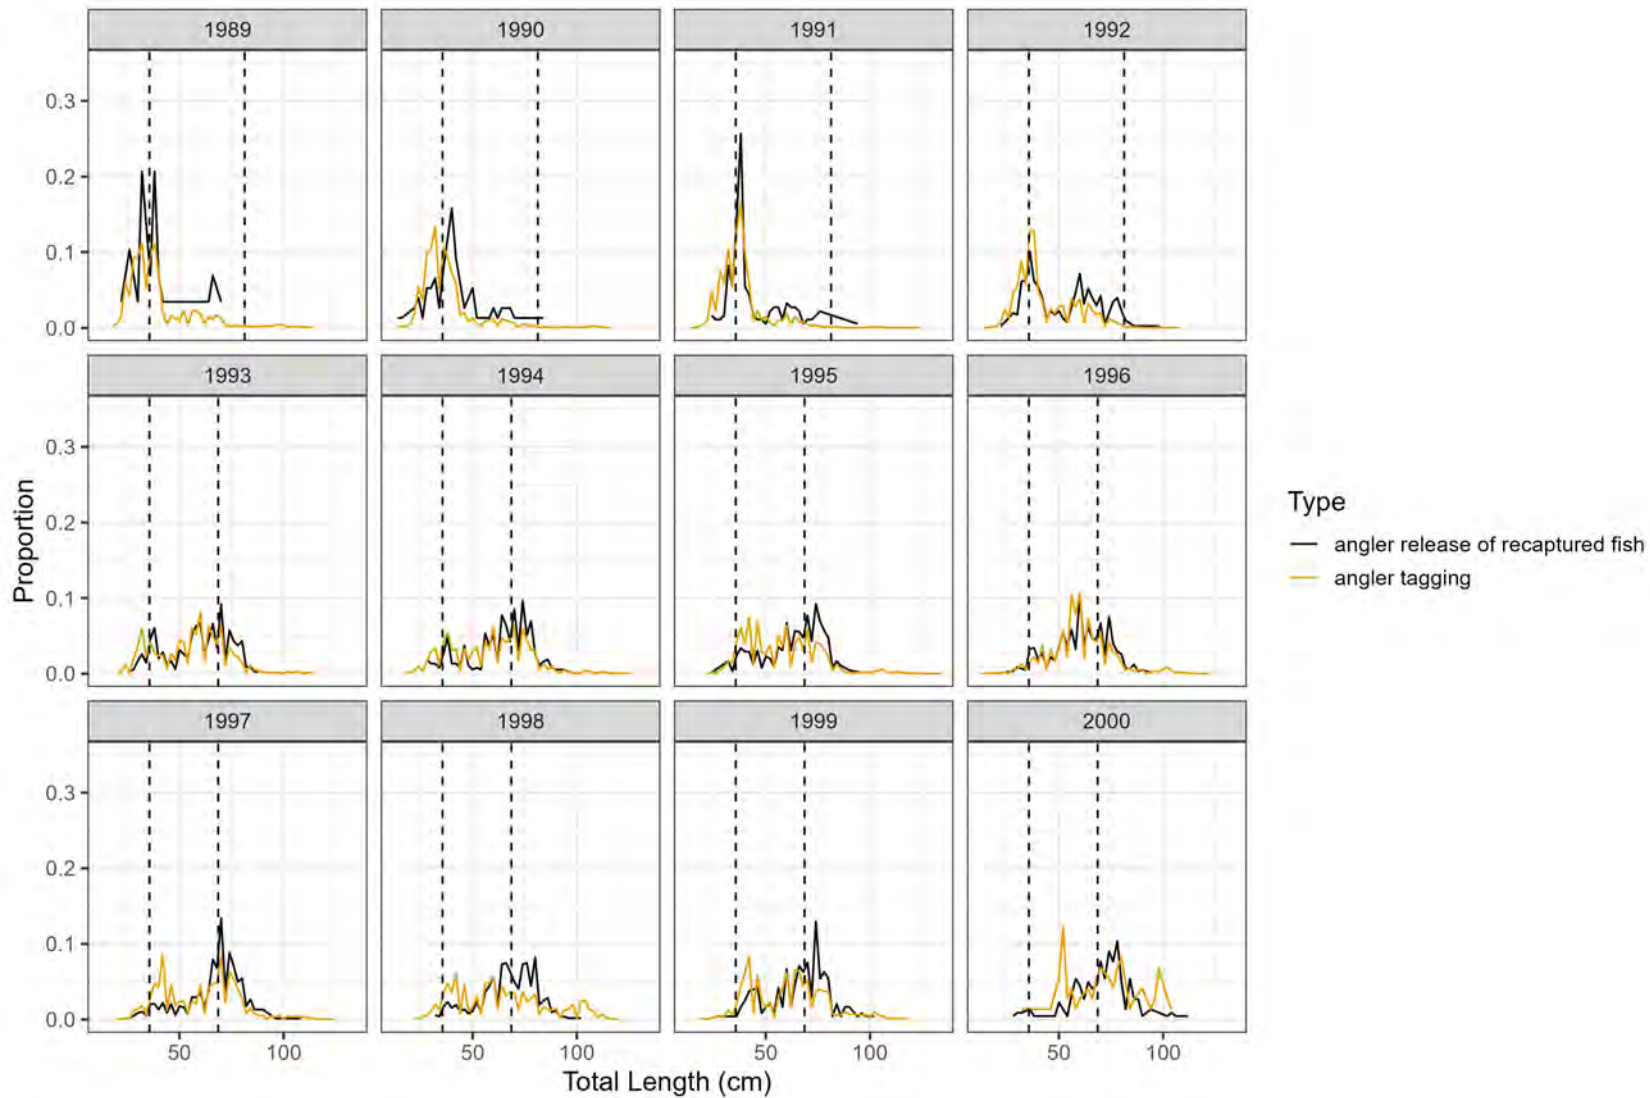 1989 1990 1991 1992
0.3
0.2
0.1
0.0
1993 1994 1995 1996
0.3
0.2
0.1
0.0
1997 1998 1999 2000
0.3
0.2
0.1
0.0
50 100 50 100 50 100 50 100
Total Length (cm)
Proportion
Type
angler release of recaptured fish
angler tagging